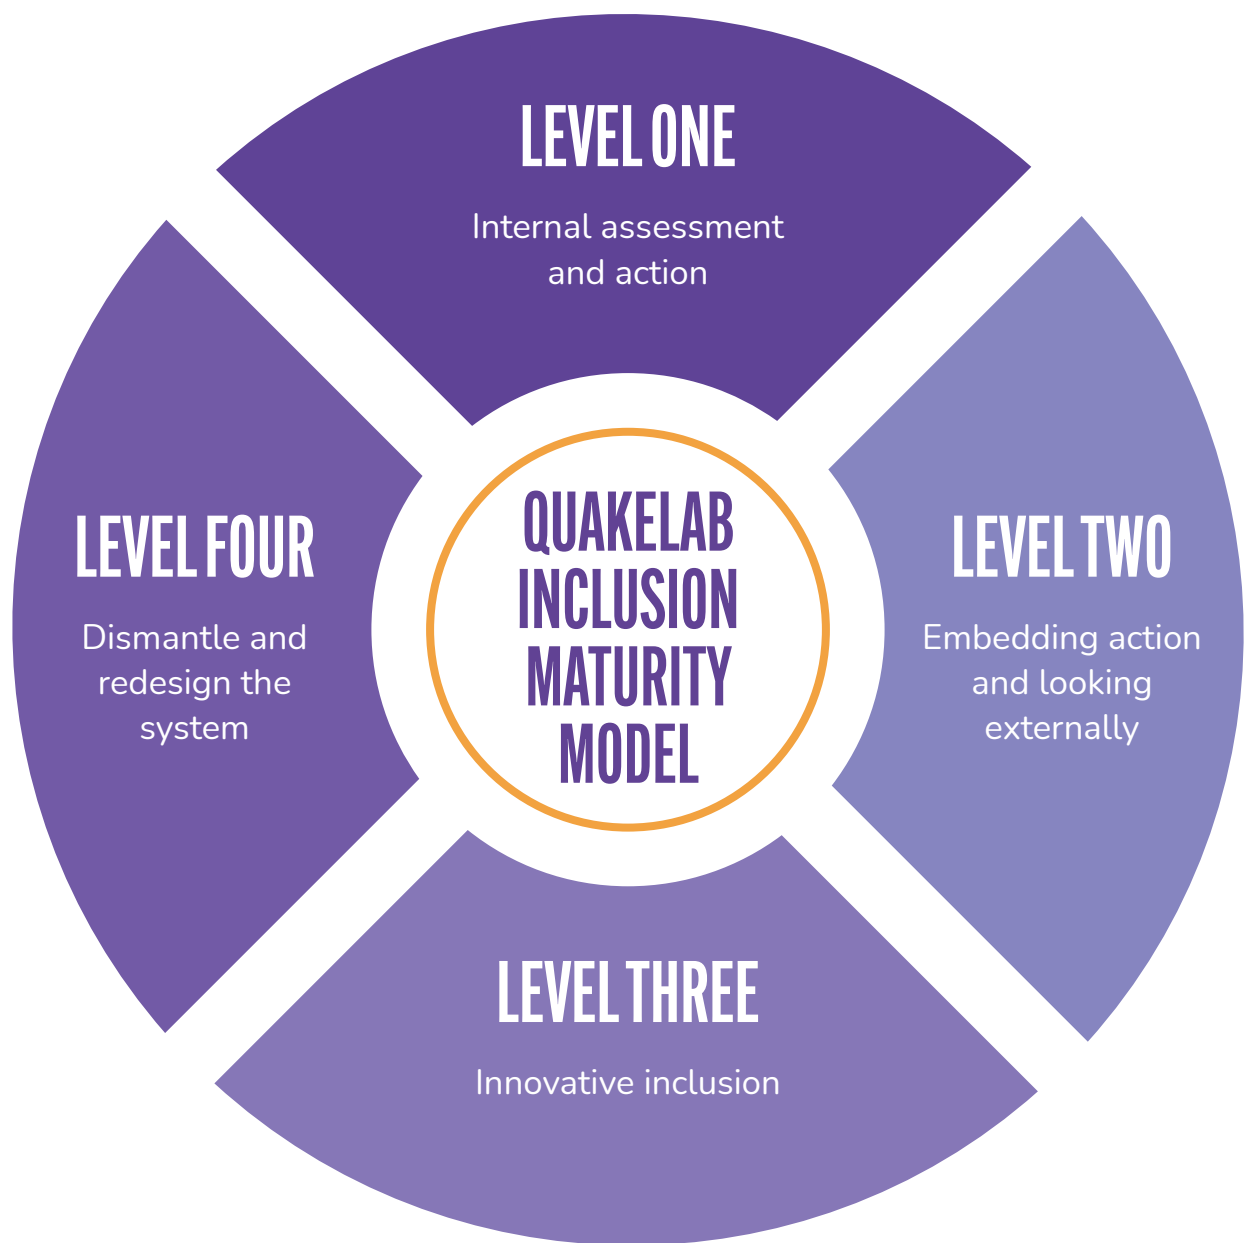 LEVEL ONE
Internal assessment
and action
LEVEL TWO
Embedding action
and looking
externally
LEVEL THREE
Innovative inclusion
LEVEL FOUR
Dismantle and
redesign the
system
QUAKELAB
INCLUSION
MATURITY
MODEL